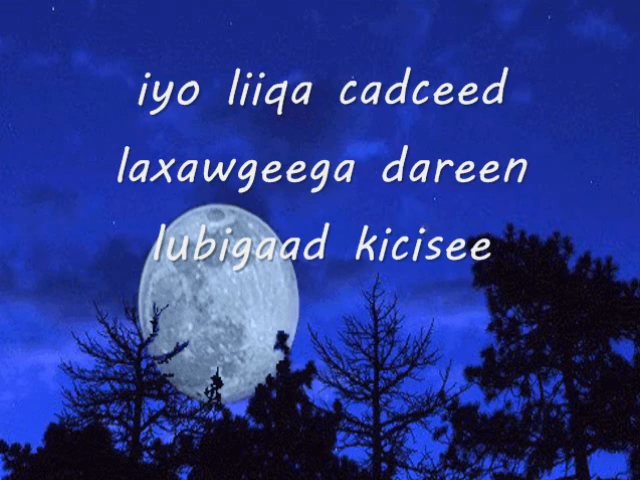 iyo liiqa cadceed
laxawgeega dareen
lubigaad kicisee